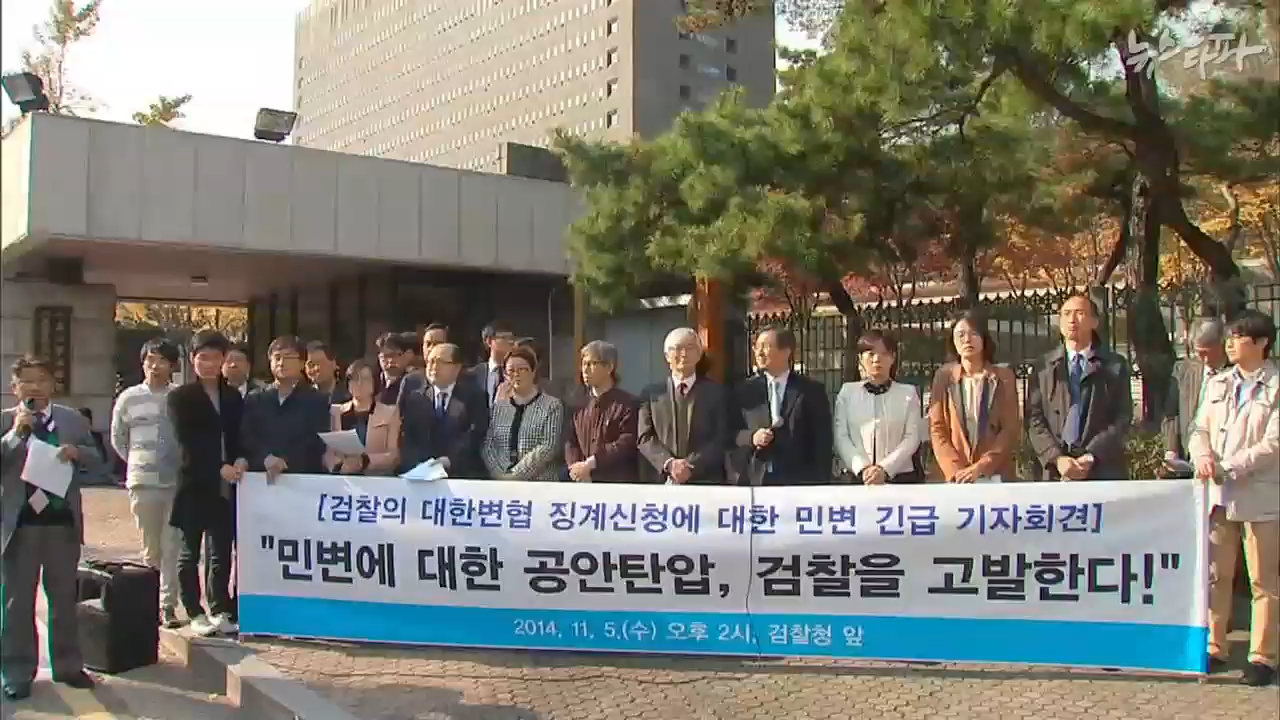 뉴스타파
[검찰의 대한변협 징계신청에 대한 민변 긴급 기자회견]
"민변에 대한 공안탄압, 검찰을 고발한다!"
2014. 11. 5.(수) 오후 2시, 검찰청 앞